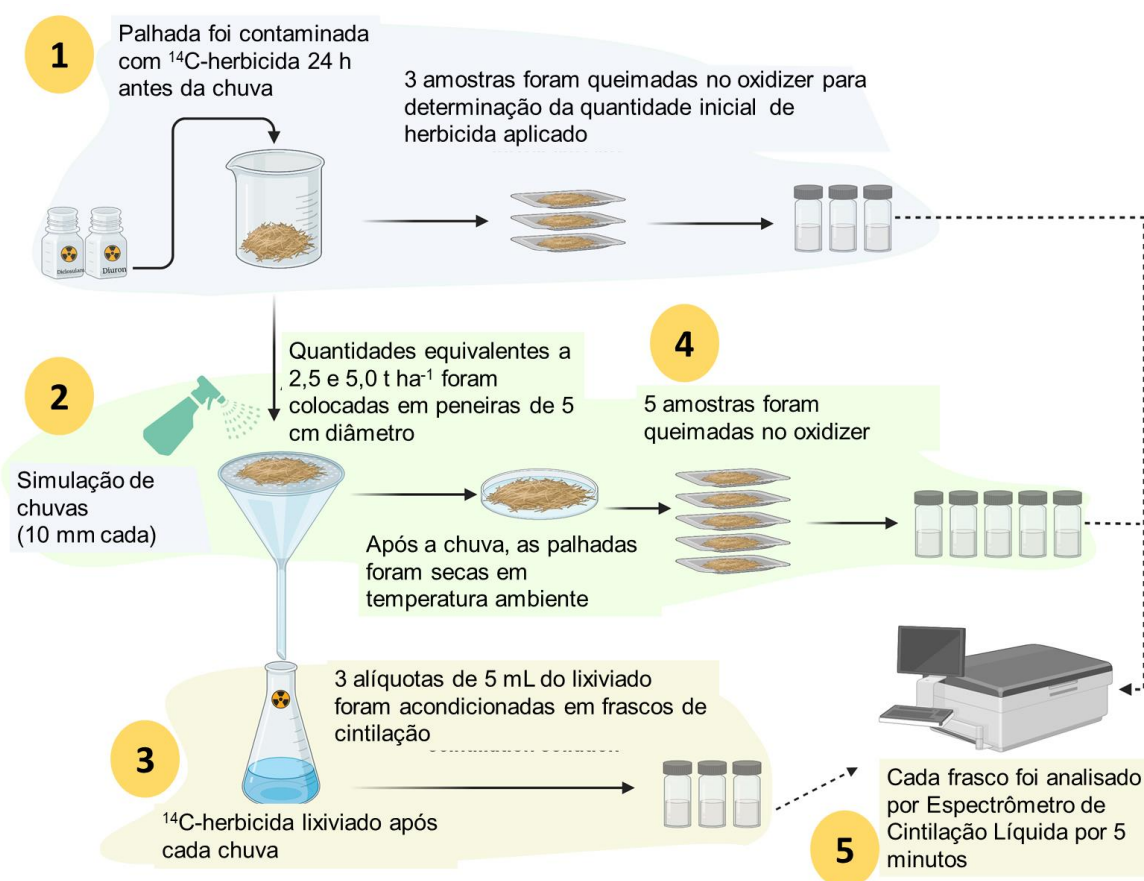 1
Palhada foi contaminada
com ¹⁴C-herbicida 24 h
antes da chuva
3 amostras foram queimadas no oxidizer para
determinação da quantidade inicial de
herbicida aplicado
Diclosulam
Diuron
2
Quantidades equivalentes a
2,5 e 5,0 t ha⁻¹ foram
colocadas em peneiras de 5
cm diâmetro
Simulação de
chuvas
(10 mm cada)
4
5 amostras foram
queimadas no oxidizer
Após a chuva, as palhadas
foram secas em
temperatura ambiente
3
3 alíquotas de 5 mL do lixiviado
foram acondicionadas em frascos de
cintilação
¹⁴C-herbicida lixiviado após
cada chuva
5
Cada frasco foi analisado
por Espectrômetro de
Cintilação Líquida por 5
minutos